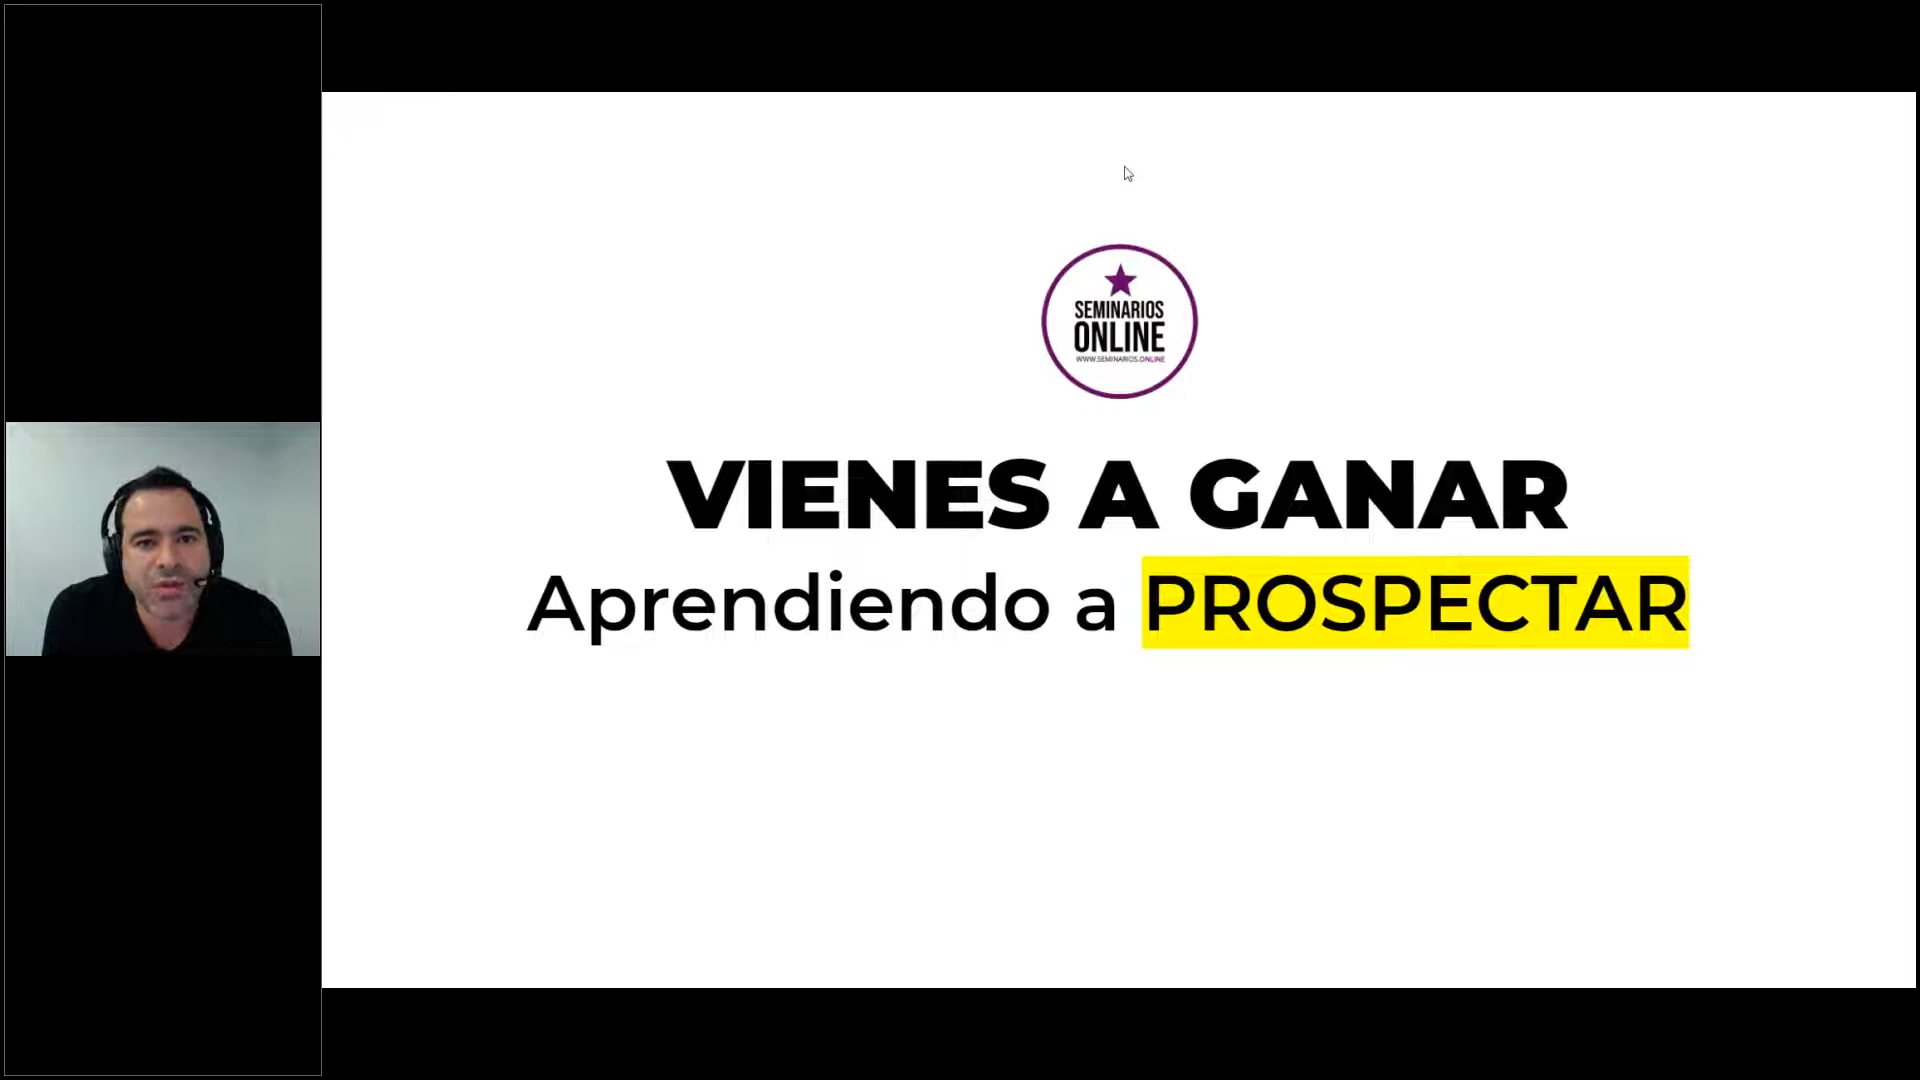 SEMINARIOS
ONLINE
WWW.SEMINARIOS.ONLINE
VIENES A GANAR
Aprendiendo a PROSPECTAR